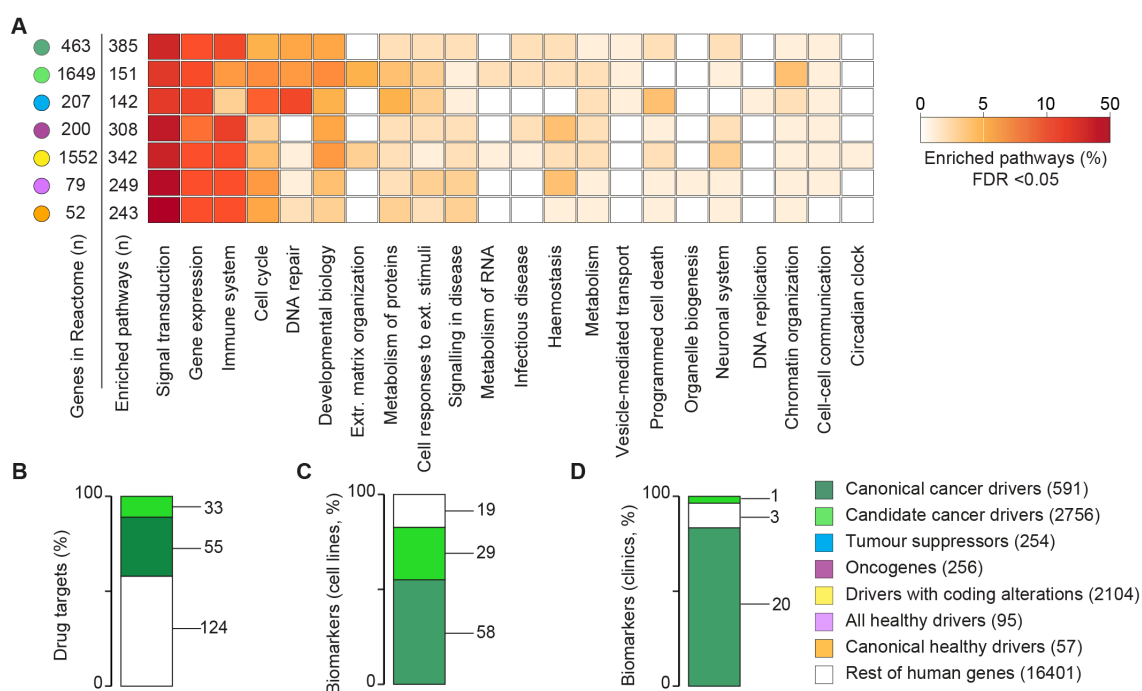 A
463 385
1649 151
207 142
200 308
1552 342
79 249
52 243
Genes in Reactome (n)
Enriched pathways (n)
Signal transduction
Gene expression
Immune system
Cell cycle
DNA repair
Developmental biology
Extr. matrix organization
Metabolism of proteins
Cell responses to ext. stimuli
Signalling in disease
Metabolism of RNA
Infectious disease
Haemostasis
Metabolism
Vesicle-mediated transport
Programmed cell death
Organelle biogenesis
Neuronal system
DNA replication
Chromatin organization
Cell-cell communication
Circadian clock
0 5 10 50
Enriched pathways (%)
FDR <0.05
B
Drug targets (%)
100
0
33
55
124
C
Biomarkers (cell lines, %)
100
0
19
29
58
D
Biomarkers (clinics, %)
100
0
1
3
20
Canonical cancer drivers (591)
Candidate cancer drivers (2756)
Tumour suppressors (254)
Oncogenes (256)
Drivers with coding alterations (2104)
All healthy drivers (95)
Canonical healthy drivers (57)
Rest of human genes (16401)